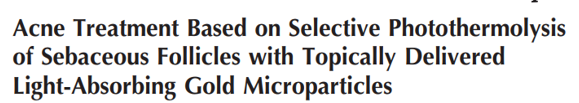 Acne Treatment Based on Selective Photothermolysis
of Sebaceous Follicles with Topically Delivered
Light-Absorbing Gold Microparticles